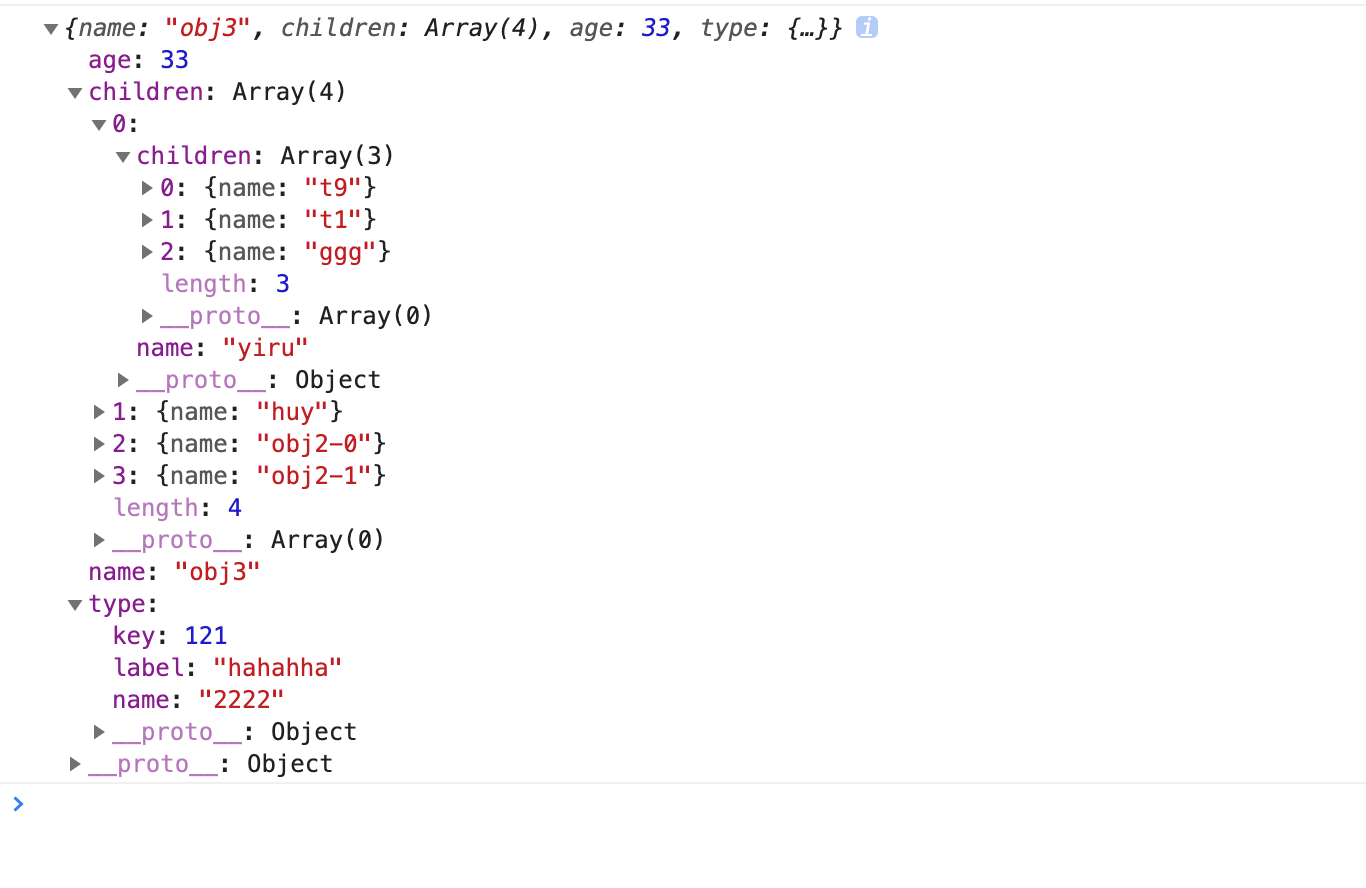 {name: "obj3", children: Array(4), age: 33, type: {…}} i
age: 33
children: Array(4)
0:
children: Array(3)
0: {name: "t9"}
1: {name: "t1"}
2: {name: "ggg"}
length: 3
__proto__: Array(0)
name: "yiru"
__proto__: Object
1: {name: "huy"}
2: {name: "obj2-0"}
3: {name: "obj2-1"}
length: 4
__proto__: Array(0)
name: "obj3"
type:
key: 121
label: "hahahha"
name: "2222"
__proto__: Object
__proto__: Object